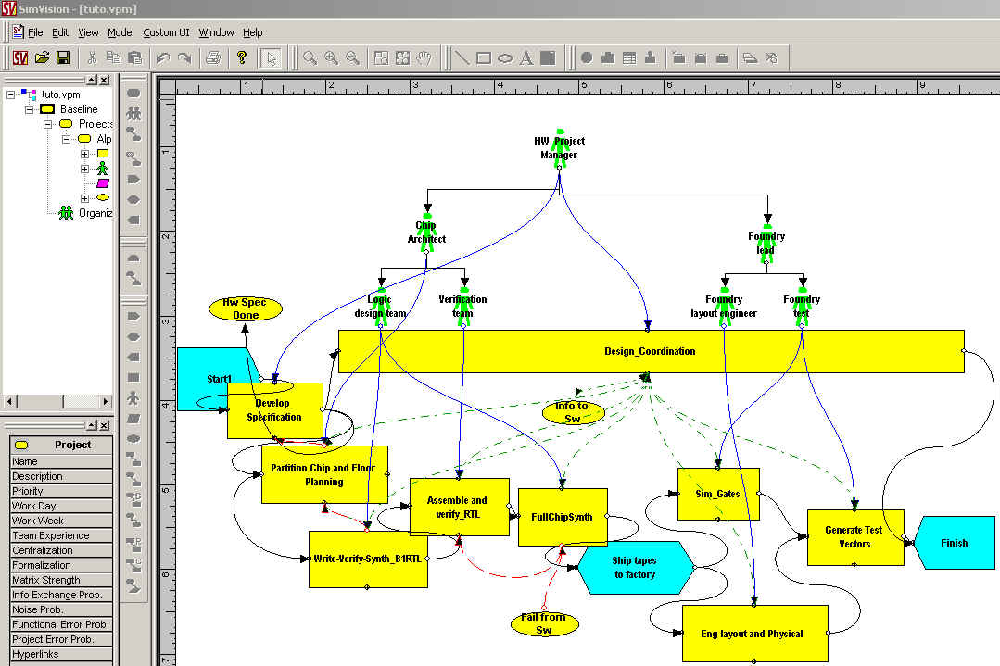 SimVision - [tuto.vpm]
File Edit View Model Custom UI Window Help
tuto.vpm
Baseline
Projects
Alp
Organiz
Project
Name
Description
Priority
Work Day
Work Week
Team Experience
Centralization
Formalization
Matrix Strength
Info Exchange Prob.
Noise Prob.
Functional Error Prob.
Project Error Prob.
Hyperlinks
1 2 3 4 5 6 7 8 9
1
2
3
4
5
6
7
HW Project
Manager
Chip
Architect
Foundry
lead
Logic
design team
Verification
team
Foundry
layout engineer
Foundry
test
Hw Spec
Done
Design_Coordination
Start1
Develop
Specification
Info to
Sw
Partition Chip and Floor
Planning
Assemble and
verify_RTL
FullChipSynth
Sim_Gates
Generate Test
Vectors
Finish
Write-Verify-Synth_B1RTL
Ship tapes
to factory
Fail from
Sw
Eng layout and Physical